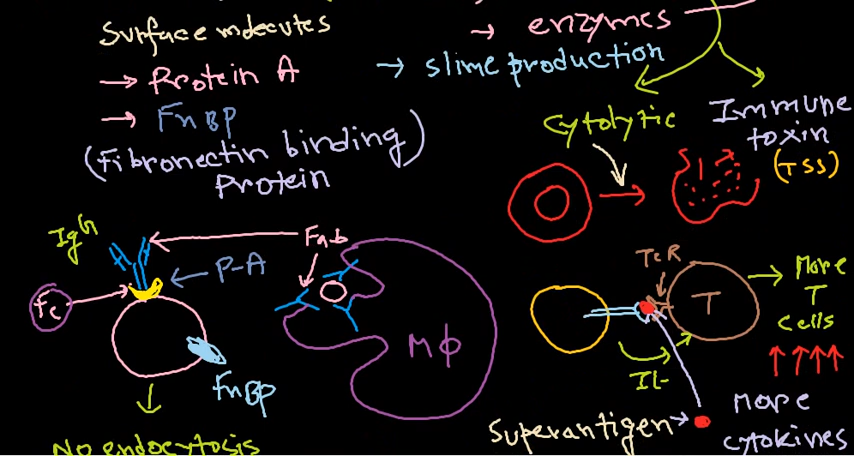 Surface molecules
→ Protein A
→ FnBP
(Fibronectin binding)
Protein
→ enzymes
→ slime production
Cytolytic
Immune
toxin
(TSS)
IgG
Fab
P-A
Fc
FnBP
No endocytosis
Mϕ
TcR
T
→ More
T
cells
↑↑↑↑
IL-
Superantigen→
More
cytokines